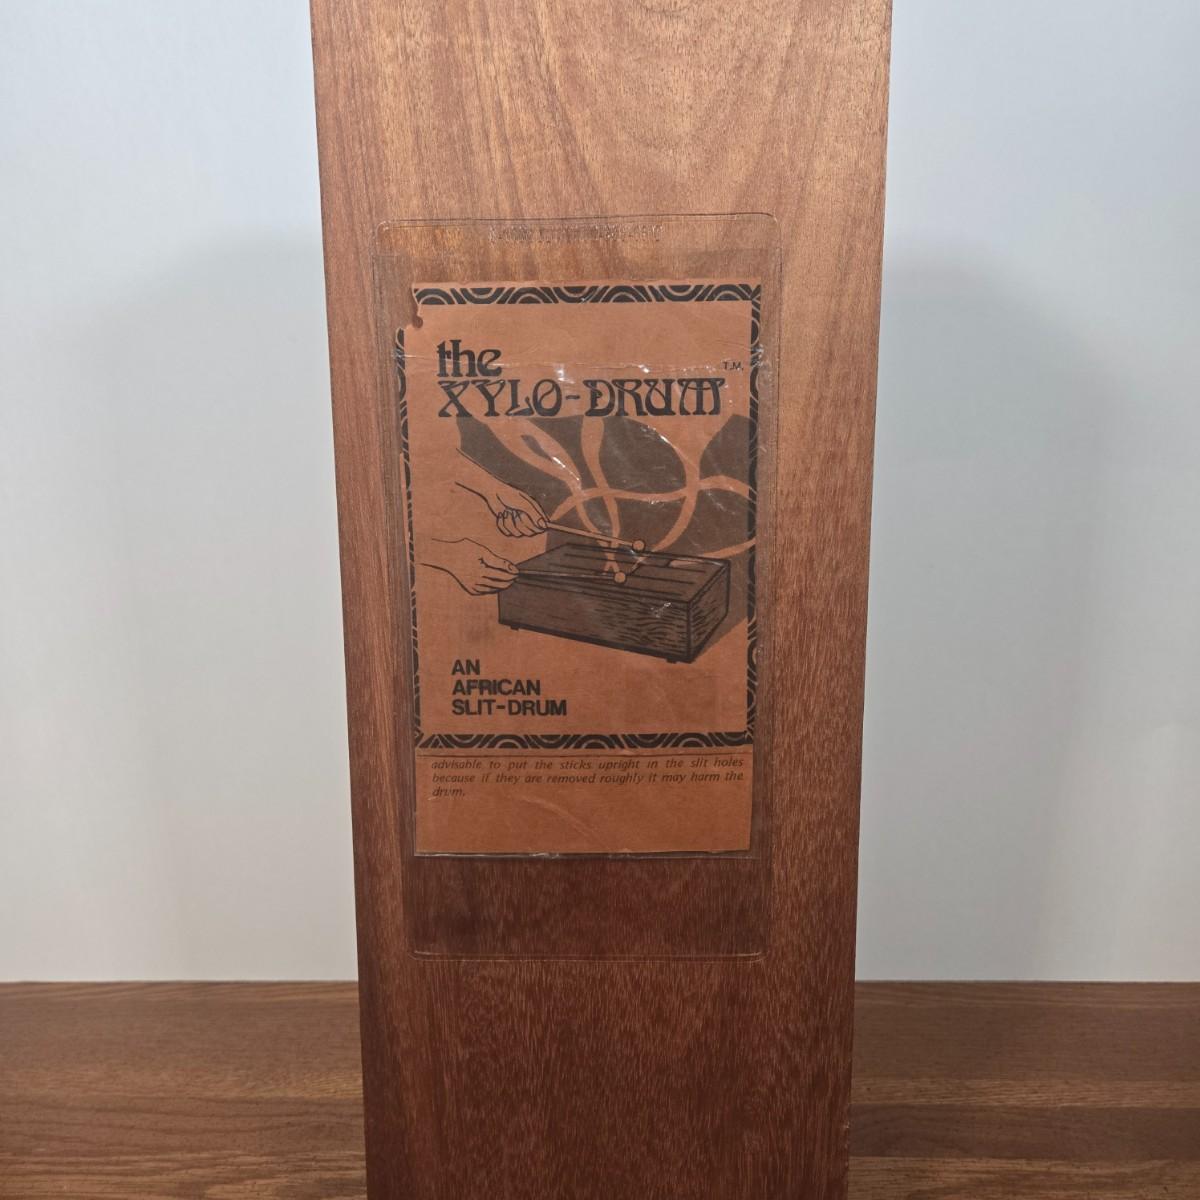 the
XYLO-DRUM T.M.
AN
AFRICAN
SLIT-DRUM
advisable to put the sticks upright in the slit holes
because if they are removed roughly it may harm the
drum.